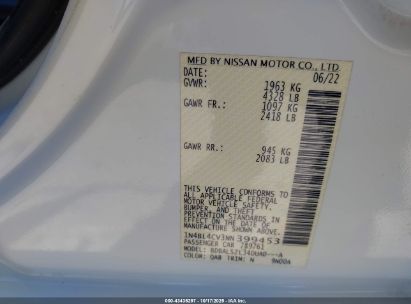 MFD BY NISSAN MOTOR CO., LTD.
DATE: 06/22
GVWR: 1963 KG
4328 LB
GAWR FR.: 1097 KG
2418 LB
GAWR RR.: 945 KG
2083 LB
THIS VEHICLE CONFORMS TO
ALL APPLICABLE FEDERAL
MOTOR VEHICLE SAFETY,
BUMPER, AND THEFT
PREVENTION STANDARDS IN
EFFECT ON THE DATE OF
MANUFACTURE SHOWN ABOVE.
1N4BL4CV3NN399453
PASSENGER CAR
COLOR: QAB TRIM: N